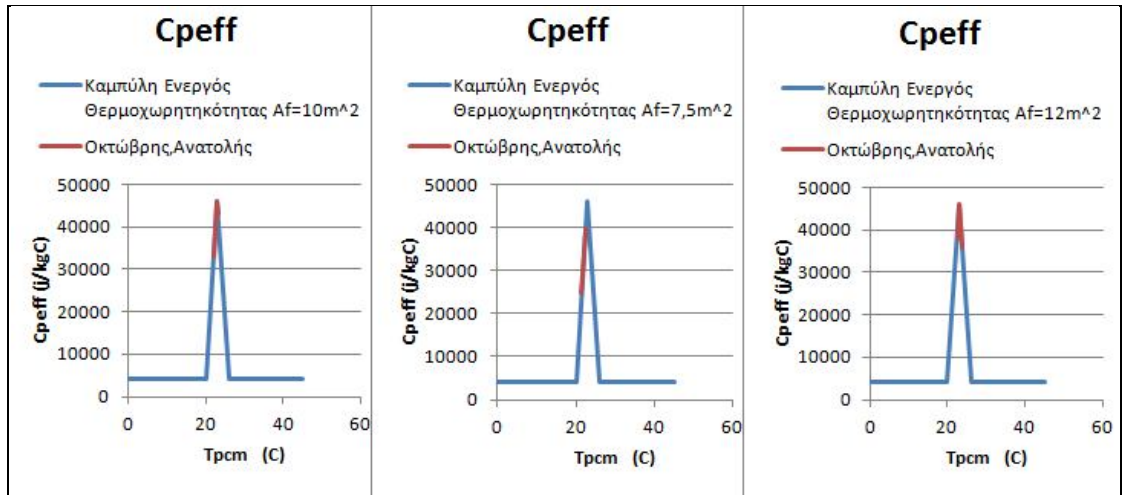 Cpeff
Καμπύλη Ενεργός
Θερμοχωρητηκότητας Af=10m^2
Οκτώβρης,Ανατολής
50000
40000
30000
20000
10000
0
Cpeff (j/kgC)
0
20
40
60
Tpcm (C)
Cpeff
Καμπύλη Ενεργός
Θερμοχωρητηκότητας Af=7,5m^2
Οκτώβρης,Ανατολής
50000
40000
30000
20000
10000
0
Cpeff (j/kgC)
0
20
40
60
Tpcm (C)
Cpeff
Καμπύλη Ενεργός
Θερμοχωρητηκότητας Af=12m^2
Οκτώβρης,Ανατολής
50000
40000
30000
20000
10000
0
Cpeff (j/kgC)
0
20
40
60
Tpcm (C)